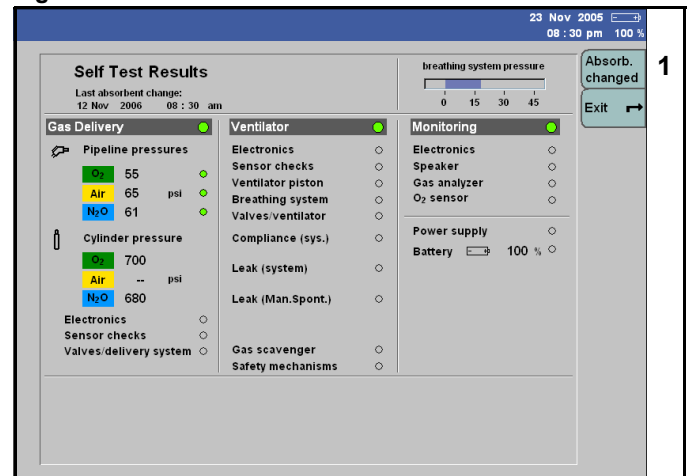 23 Nov 2005
08 : 30 pm 100 %
Absorb.
changed
1
Exit
Self Test Results
Last absorbent change:
12 Nov 2006 08 : 30 am
breathing system pressure
0 15 30 45
Gas Delivery
Pipeline pressures
O₂ 55
Air 65 psi
N₂O 61
Cylinder pressure
O₂ 700
Air -- psi
N₂O 680
Electronics
Sensor checks
Valves/delivery system
Ventilator
Electronics
Sensor checks
Ventilator piston
Breathing system
Valves/ventilator
Compliance (sys.)
Leak (system)
Leak (Man.Spont.)
Gas scavenger
Safety mechanisms
Monitoring
Electronics
Speaker
Gas analyzer
O₂ sensor
Power supply
Battery 100 %